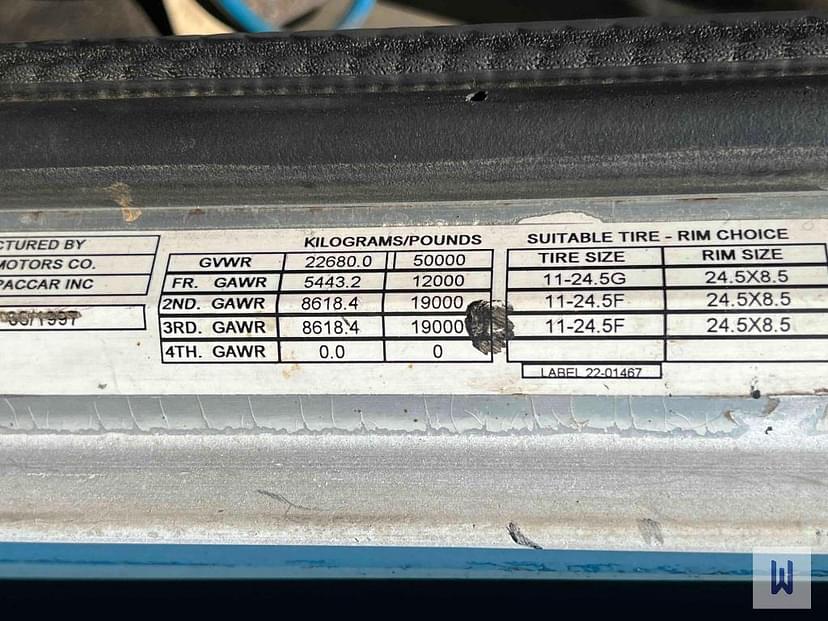 CTURED BY
MOTORS CO.
PACCAR INC
/1997
KILOGRAMS/POUNDS
GVWR 22680.0 50000
FR. GAWR 5443.2 12000
2ND. GAWR 8618.4 19000
3RD. GAWR 8618.4 19000
4TH. GAWR 0.0 0
SUITABLE TIRE - RIM CHOICE
TIRE SIZE RIM SIZE
11-24.5G 24.5X8.5
11-24.5F 24.5X8.5
11-24.5F 24.5X8.5
LABEL 22-01467
W